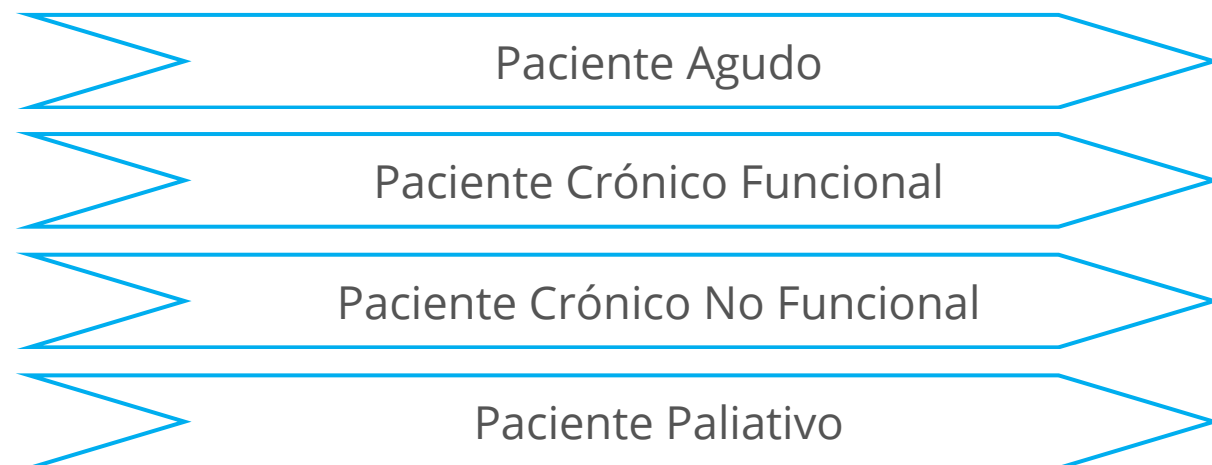 Paciente Agudo
Paciente Crónico Funcional
Paciente Crónico No Funcional
Paciente Paliativo